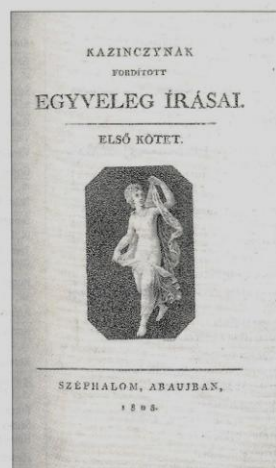 KAZINCZYNAK
FORDÍTOTT
EGYVELEG ÍRÁSAI.
ELSŐ KÖTET.
SZÉPHALOM, ABAUJBAN,
1808.